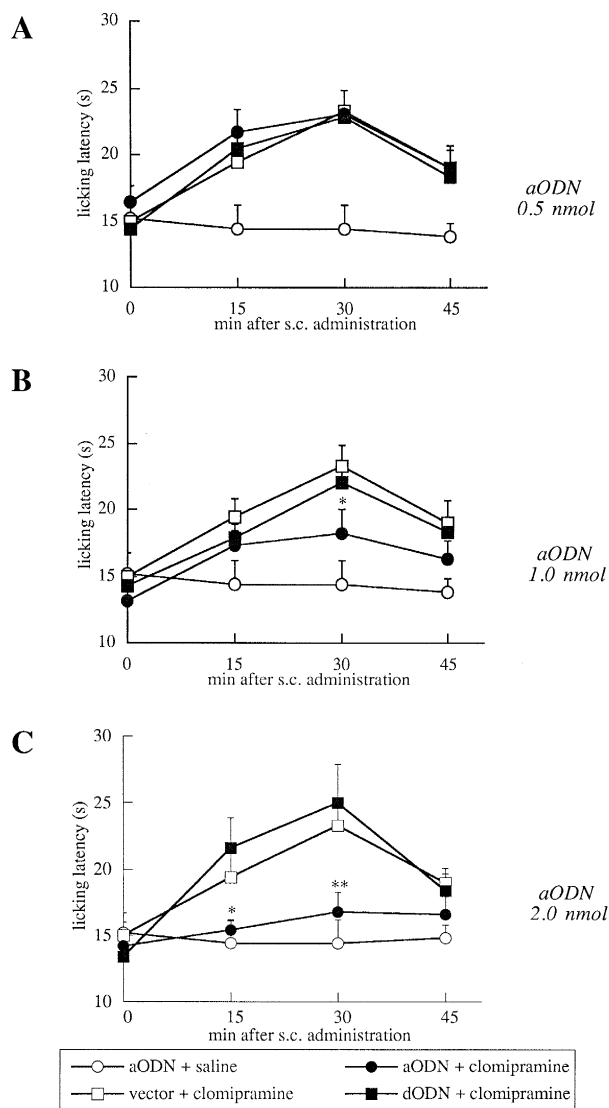 A
30
25
20
15
10
licking latency (s)
0 15 30 45
min after s.c. administration
aODN
0.5 nmol
B
30
25
20
15
10
licking latency (s)
*
0 15 30 45
min after s.c. administration
aODN
1.0 nmol
C
30
25
20
15
10
licking latency (s)
*
**
0 15 30 45
min after s.c. administration
aODN
2.0 nmol
aODN + saline
aODN + clomipramine
vector + clomipramine
dODN + clomipramine